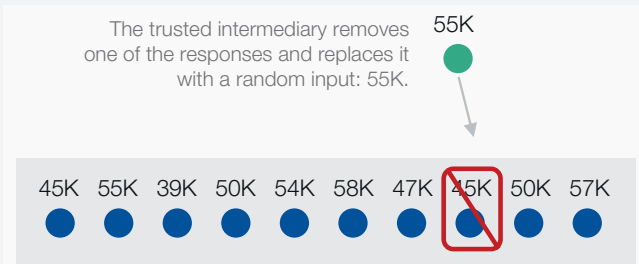 The trusted intermediary removes
one of the responses and replaces it
with a random input: 55K.
55K
45K 55K 39K 50K 54K 58K 47K 45K 50K 57K